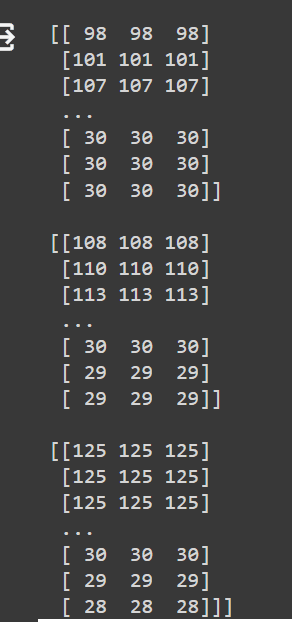 [[ 98  98  98]
[101 101 101]
[107 107 107]
...
[ 30  30  30]
[ 30  30  30]
[ 30  30  30]]
[[108 108 108]
[110 110 110]
[113 113 113]
...
[ 30  30  30]
[ 29  29  29]
[ 29  29  29]]
[[125 125 125]
[125 125 125]
[125 125 125]
...
[ 30  30  30]
[ 29  29  29]
[ 28  28  28]]]